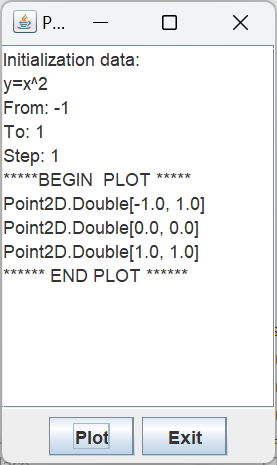 P...
Initialization data:
y=x^2
From: -1
To: 1
Step: 1
*****BEGIN  PLOT *****
Point2D.Double[-1.0, 1.0]
Point2D.Double[0.0, 0.0]
Point2D.Double[1.0, 1.0]
****** END PLOT ******
Plot
Exit